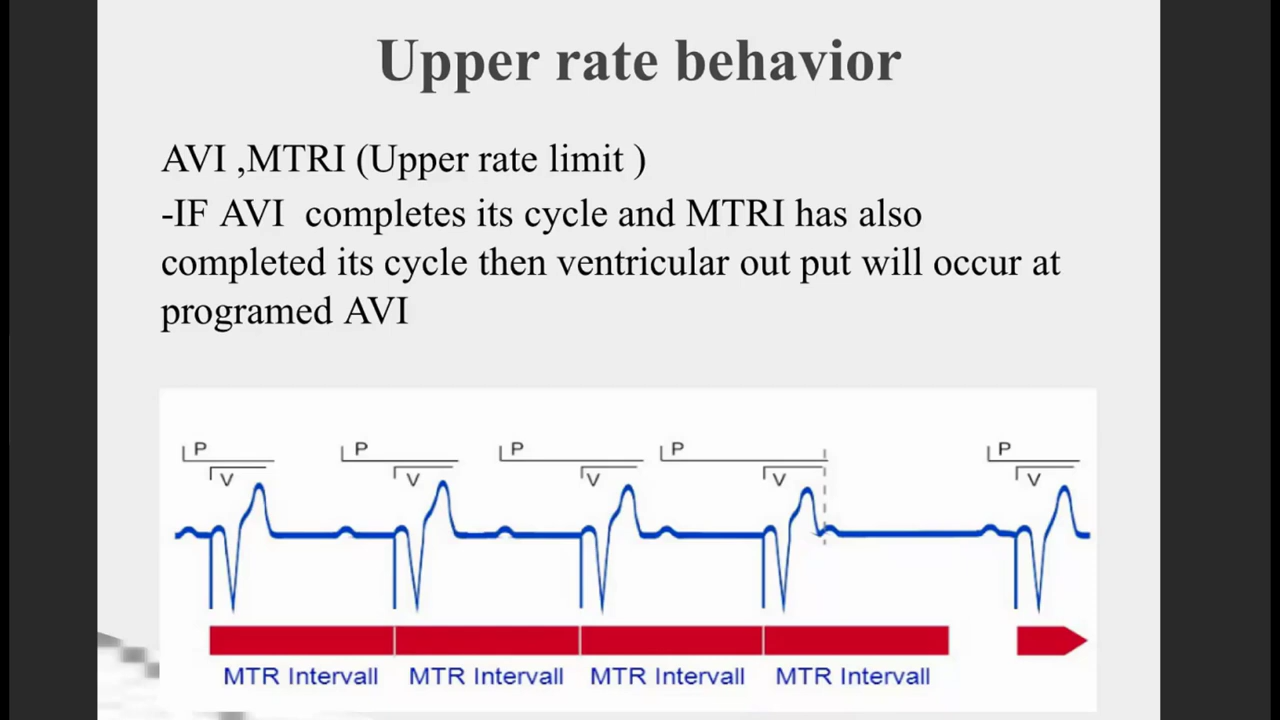 Upper rate behavior
AVI ,MTRI (Upper rate limit )
-IF AVI  completes its cycle and MTRI has also
completed its cycle then ventricular out put will occur at
programed AVI
P P P P P
V V V V V
MTR Intervall MTR Intervall MTR Intervall MTR Intervall